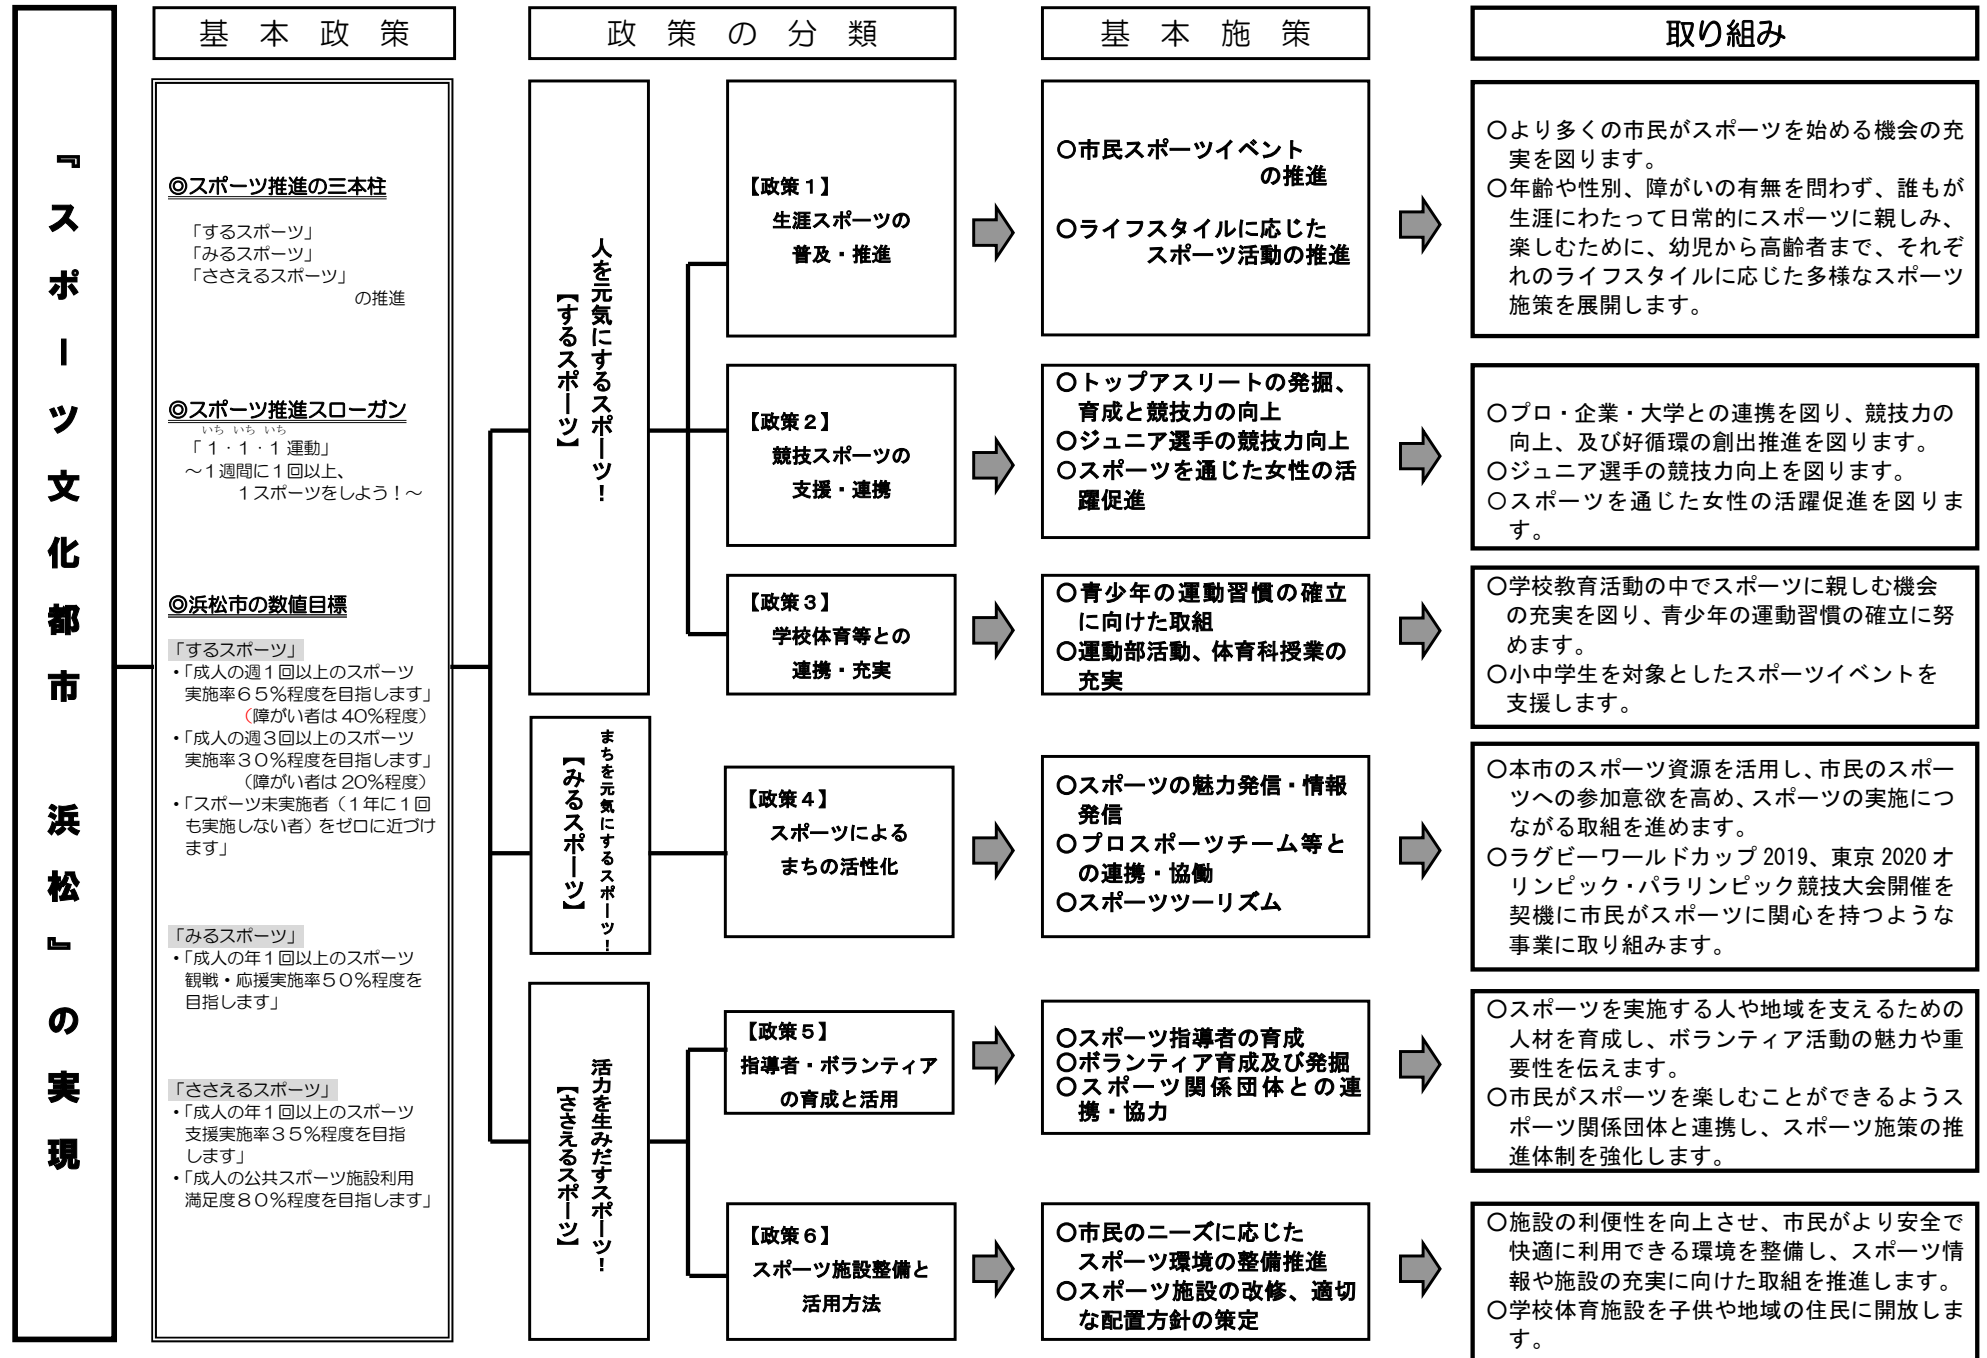 『スポーツ文化都市　浜松』の実現
基本政策
◎スポーツ推進の三本柱
「するスポーツ」
「みるスポーツ」
「ささえるスポーツ」
の推進
◎スポーツ推進スローガン
いち いち いち
「１・１・１運動」
～１週間に１回以上、
１スポーツをしよう！～
◎浜松市の数値目標
「するスポーツ」
・「成人の週１回以上のスポーツ
実施率６５％程度を目指します」
（障がい者は 40％程度）
・「成人の週３回以上のスポーツ
実施率３０％程度を目指します」
（障がい者は 20％程度）
・「スポーツ未実施者（１年に１回
も実施しない者）をゼロに近づけ
ます」
「みるスポーツ」
・「成人の年１回以上のスポーツ
観戦・応援実施率５０％程度を
目指します」
「ささえるスポーツ」
・「成人の年１回以上のスポーツ
支援実施率３５％程度を目指
します」
・「成人の公共スポーツ施設利用
満足度８０％程度を目指します」
政策の分類
人を元気にするスポーツ！
【するスポーツ】
まちを元気にするスポーツ！
【みるスポーツ】
活力を生みだすスポーツ！
【ささえるスポーツ】
【政策１】
生涯スポーツの
普及・推進
【政策２】
競技スポーツの
支援・連携
【政策３】
学校体育等との
連携・充実
【政策４】
スポーツによる
まちの活性化
【政策５】
指導者・ボランティア
の育成と活用
【政策６】
スポーツ施設整備と
活用方法
基本施策
○市民スポーツイベント
の推進
○ライフスタイルに応じた
スポーツ活動の推進
○トップアスリートの発掘、
育成と競技力の向上
○ジュニア選手の競技力向上
○スポーツを通じた女性の活
躍促進
○青少年の運動習慣の確立
に向けた取組
○運動部活動、体育科授業の
充実
○スポーツの魅力発信・情報
発信
○プロスポーツチーム等と
の連携・協働
○スポーツツーリズム
○スポーツ指導者の育成
○ボランティア育成及び発掘
○スポーツ関係団体との連
携・協力
○市民のニーズに応じた
スポーツ環境の整備推進
○スポーツ施設の改修、適切
な配置方針の策定
取り組み
○より多くの市民がスポーツを始める機会の充
実を図ります。
○年齢や性別、障がいの有無を問わず、誰もが
生涯にわたって日常的にスポーツに親しみ、
楽しむために、幼児から高齢者まで、それぞ
れのライフスタイルに応じた多様なスポーツ
施策を展開します。
○プロ・企業・大学との連携を図り、競技力の
向上、及び好循環の創出推進を図ります。
○ジュニア選手の競技力向上を図ります。
○スポーツを通じた女性の活躍促進を図りま
す。
○学校教育活動の中でスポーツに親しむ機会
の充実を図り、青少年の運動習慣の確立に努
めます。
○小中学生を対象としたスポーツイベントを
支援します。
○本市のスポーツ資源を活用し、市民のスポー
ツへの参加意欲を高め、スポーツの実施につ
ながる取組を進めます。
○ラグビーワールドカップ 2019、東京 2020 オ
リンピック・パラリンピック競技大会開催を
契機に市民がスポーツに関心を持つような
事業に取り組みます。
○スポーツを実施する人や地域を支えるための
人材を育成し、ボランティア活動の魅力や重
要性を伝えます。
○市民がスポーツを楽しむことができるようス
ポーツ関係団体と連携し、スポーツ施策の推
進体制を強化します。
○施設の利便性を向上させ、市民がより安全で
快適に利用できる環境を整備し、スポーツ情
報や施設の充実に向けた取組を推進します。
○学校体育施設を子供や地域の住民に開放しま
す。